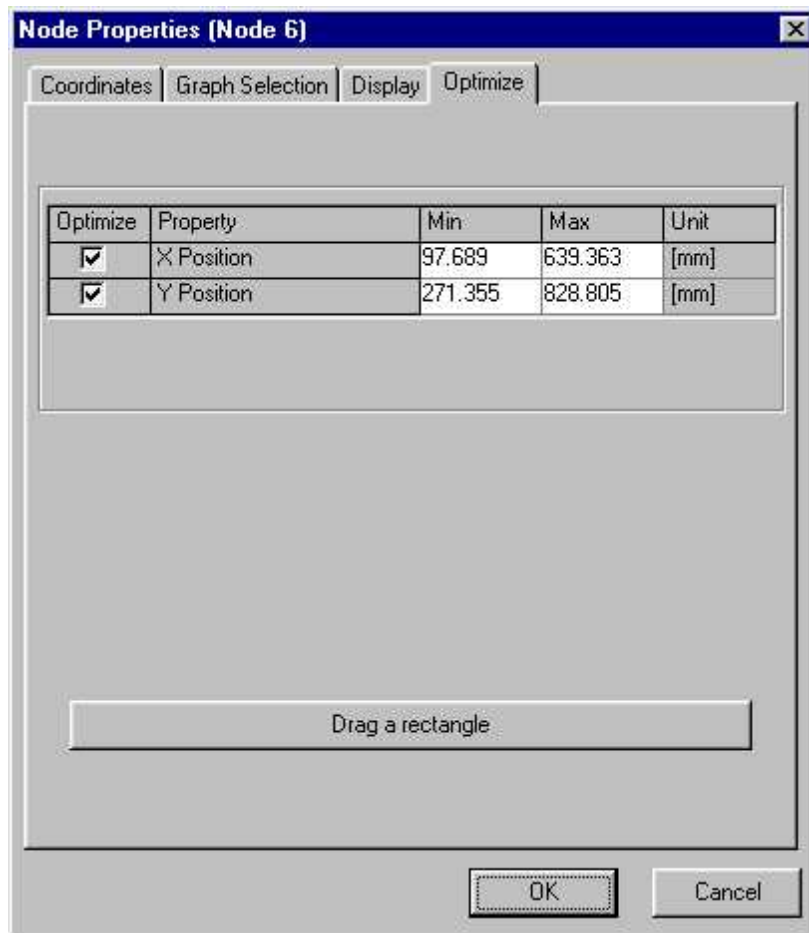 Node Properties (Node 6)
Coordinates Graph Selection Display Optimize
Optimize Property Min Max Unit
X Position 97.689 639.363 [mm]
Y Position 271.355 828.805 [mm]
Drag a rectangle
OK Cancel